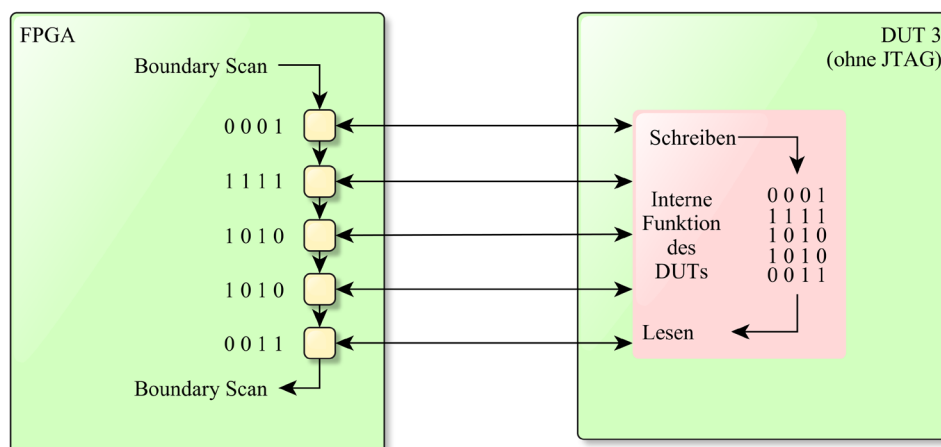 FPGA
Boundary Scan
0 0 0 1
1 1 1 1
1 0 1 0
1 0 1 0
0 0 1 1
Boundary Scan
DUT 3
(ohne JTAG)
Schreiben
Interne
Funktion
des
DUTs
0 0 0 1
1 1 1 1
1 0 1 0
1 0 1 0
0 0 1 1
Lesen